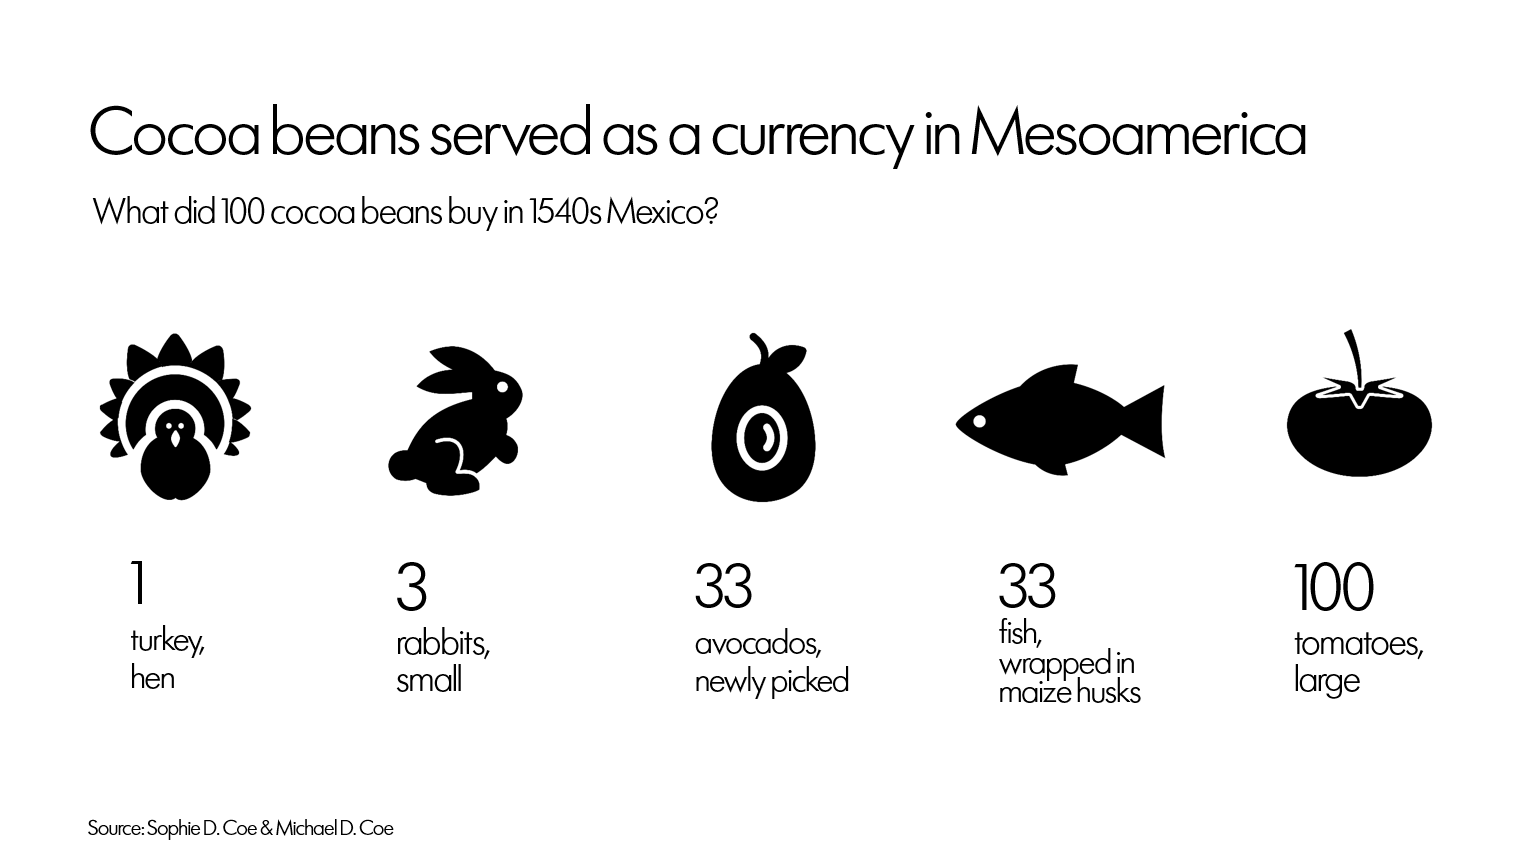 Cocoa beans served as a currency in Mesoamerica
What did 100 cocoa beans buy in 1540s Mexico?
1
turkey,
hen
3
rabbits,
small
33
avocados,
newly picked
33
fish,
wrapped in
maize husks
100
tomatoes,
large
Source: Sophie D. Coe & Michael D. Coe